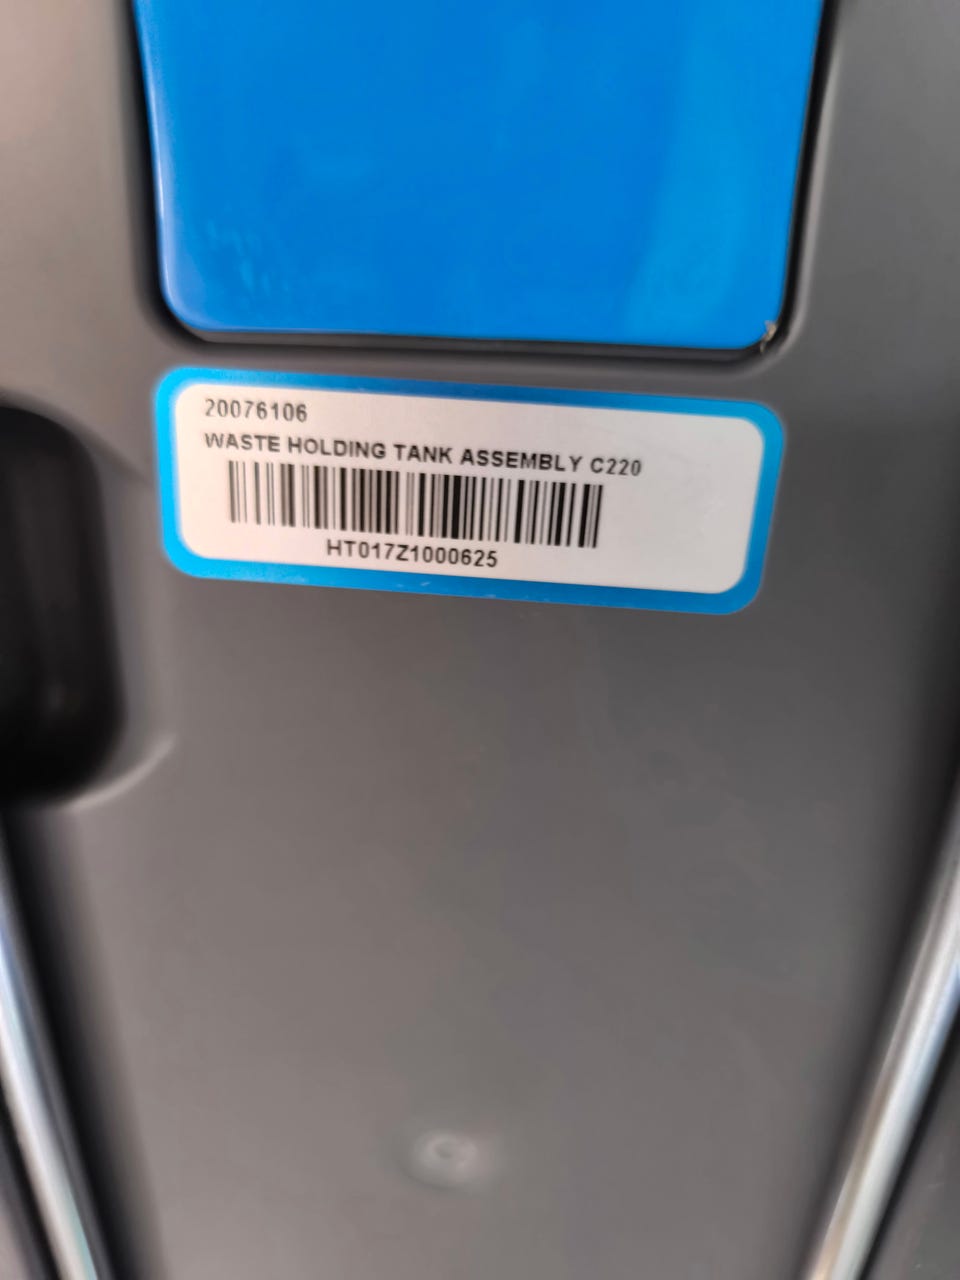 20076106
WASTE HOLDING TANK ASSEMBLY C220
HT017Z1000625